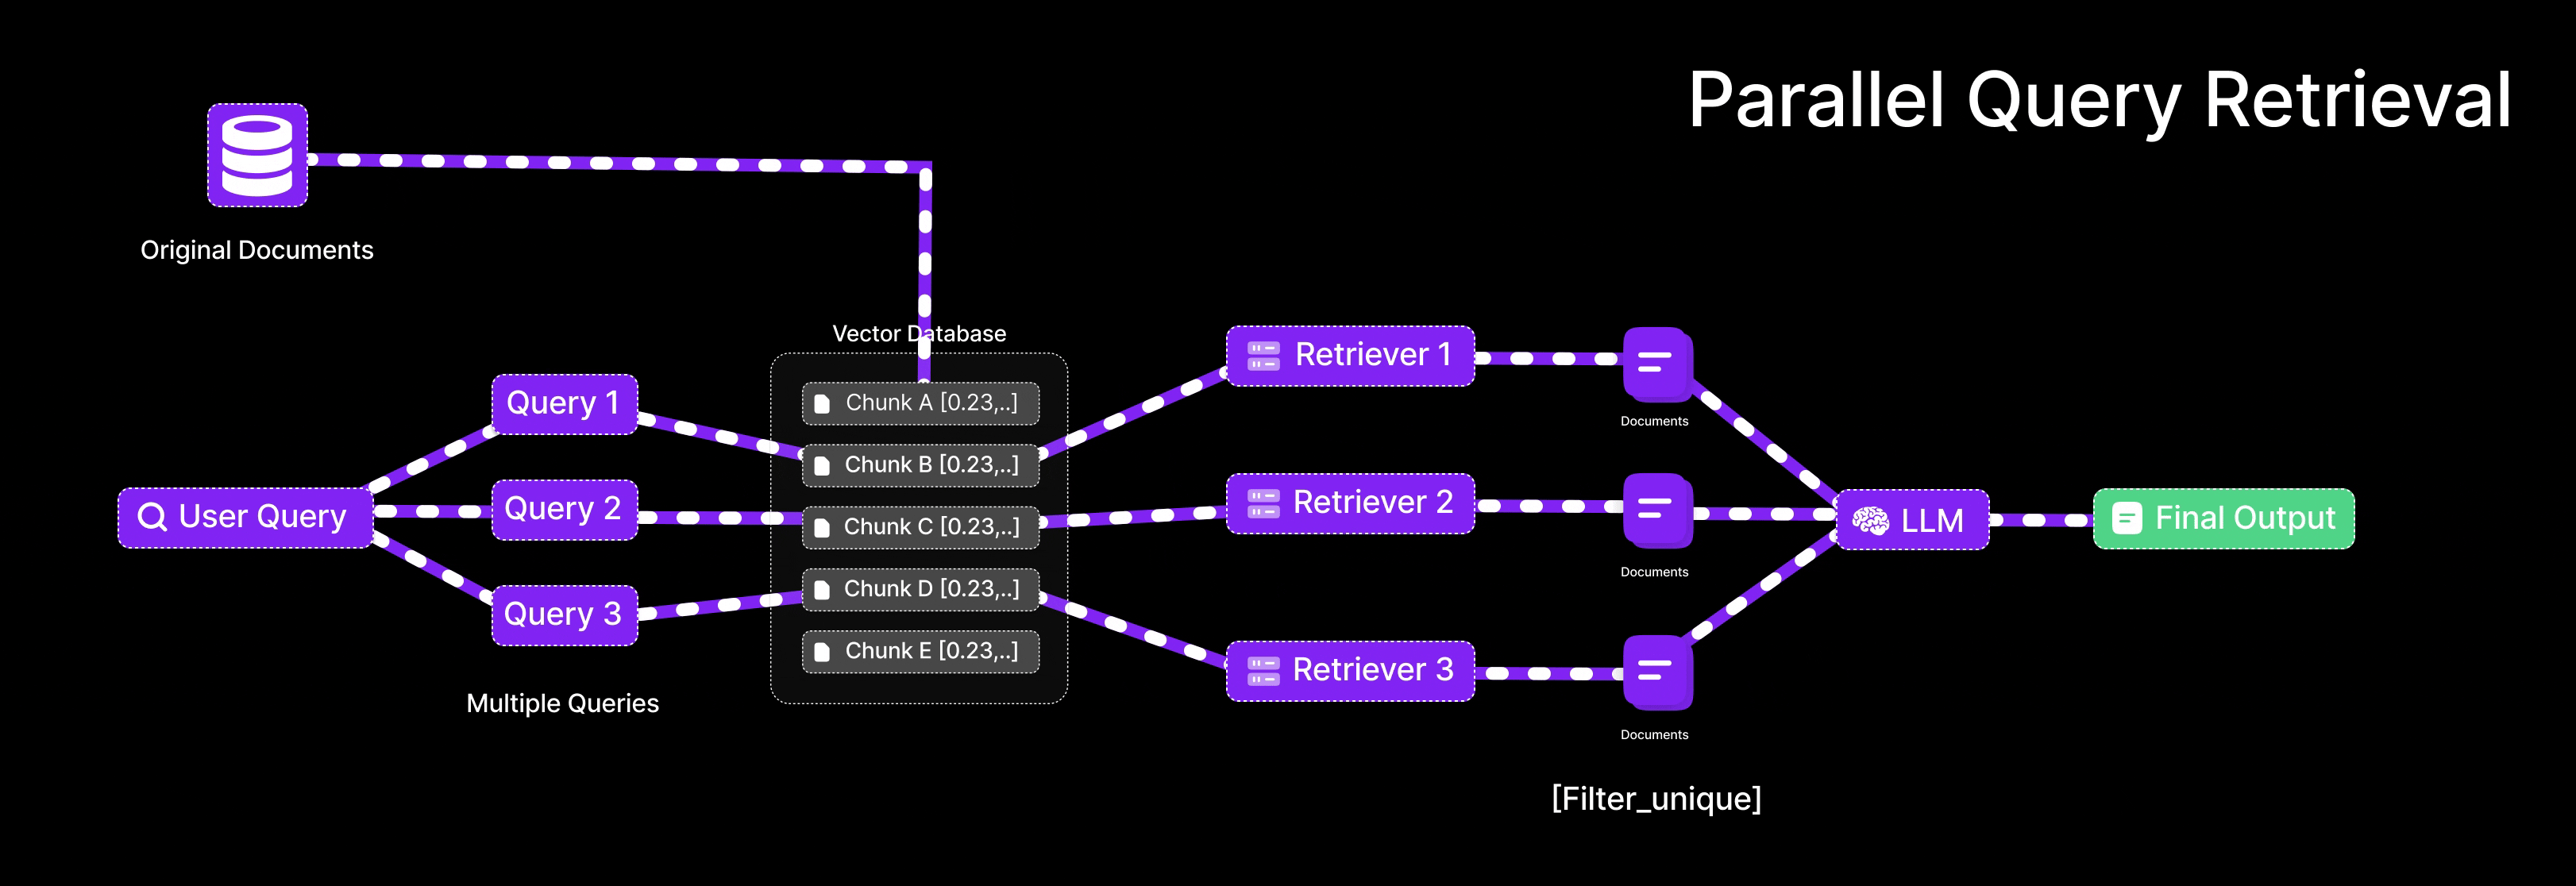 Parallel Query Retrieval
Original Documents
Vector Database
User Query
Query 1
Query 2
Query 3
Multiple Queries
Chunk A [0.23,..]
Chunk B [0.23,..]
Chunk C [0.23,..]
Chunk D [0.23,..]
Chunk E [0.23,..]
Retriever 1
Retriever 2
Retriever 3
Documents
Documents
Documents
[Filter_unique]
LLM
Final Output